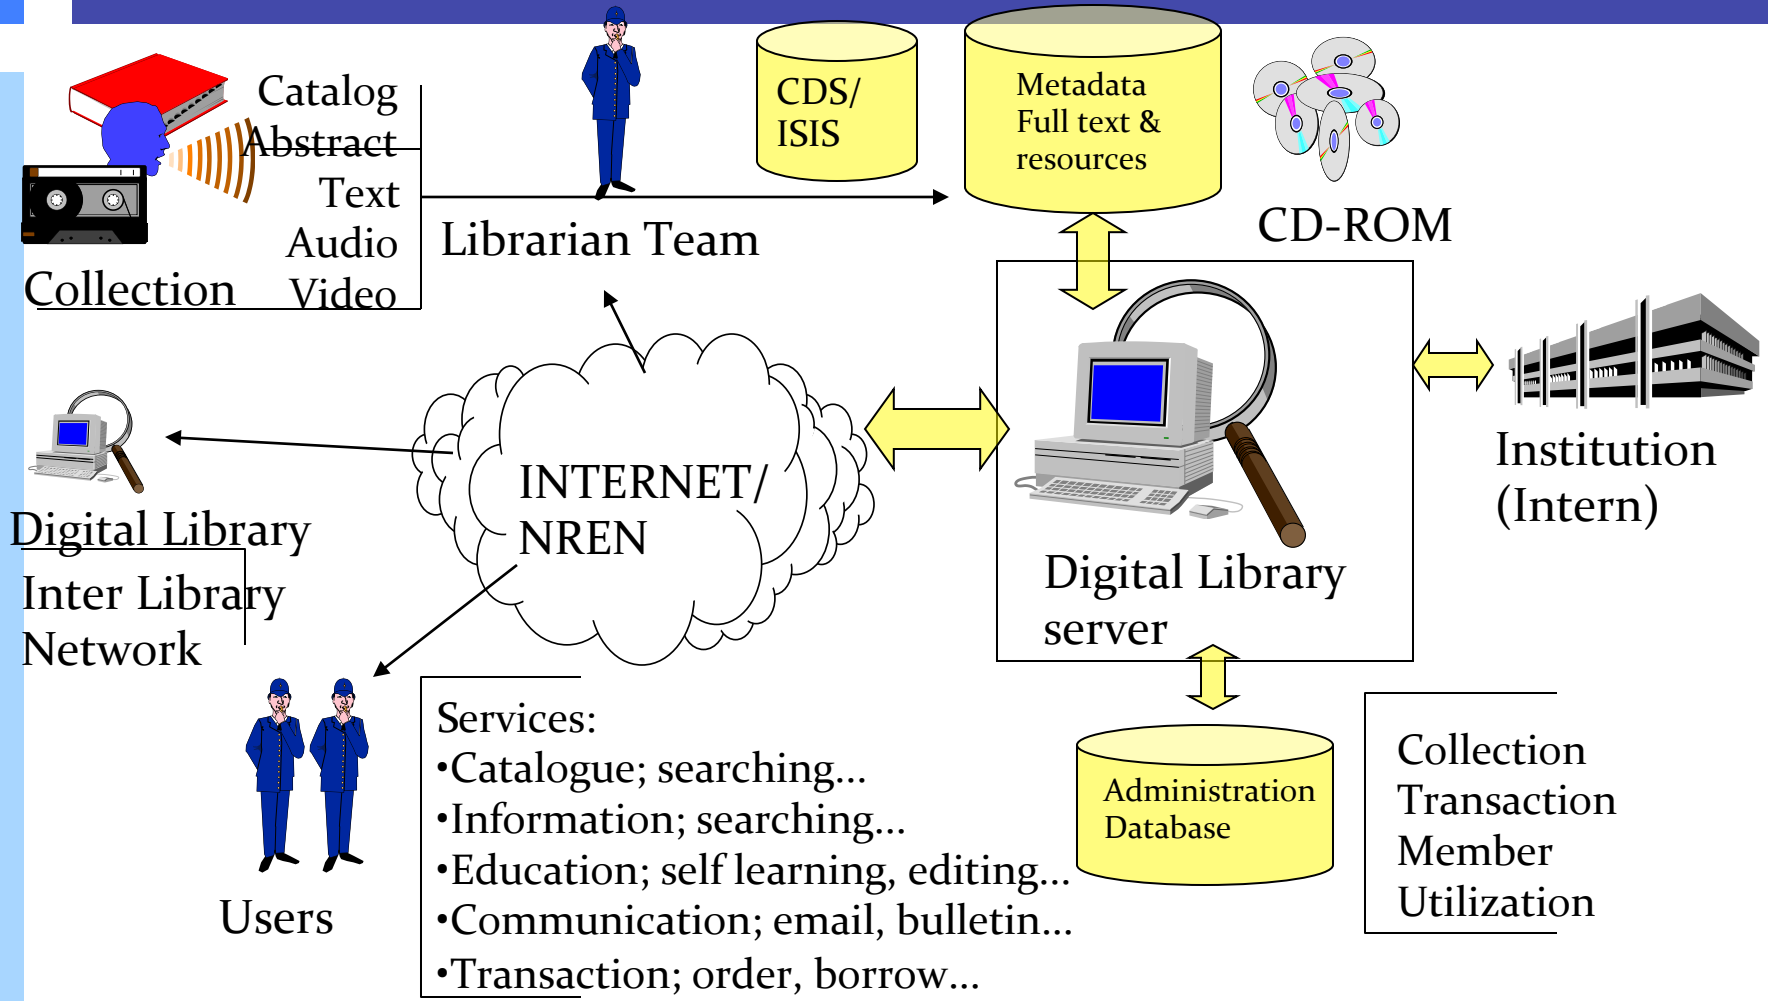 Catalog
Abstract
Text
Audio
Video
Collection
Librarian Team
CDS/
ISIS
Metadata
Full text &
resources
CD-ROM
Digital Library
Inter Library
Network
INTERNET/
NREN
Digital Library
server
Institution
(Intern)
Users
Services:
•Catalogue; searching...
•Information; searching...
•Education; self learning, editing...
•Communication; email, bulletin...
•Transaction; order, borrow...
Administration
Database
Collection
Transaction
Member
Utilization